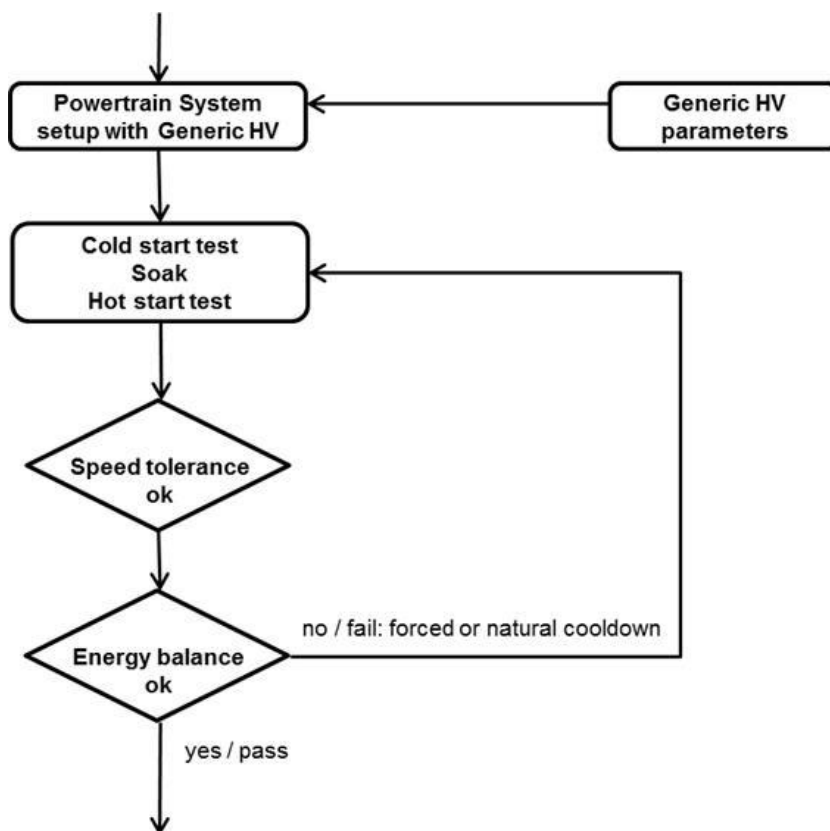 Powertrain System
setup with Generic HV
Generic HV
parameters
Cold start test
Soak
Hot start test
Speed tolerance
ok
Energy balance
ok
no / fail: forced or natural cooldown
yes / pass